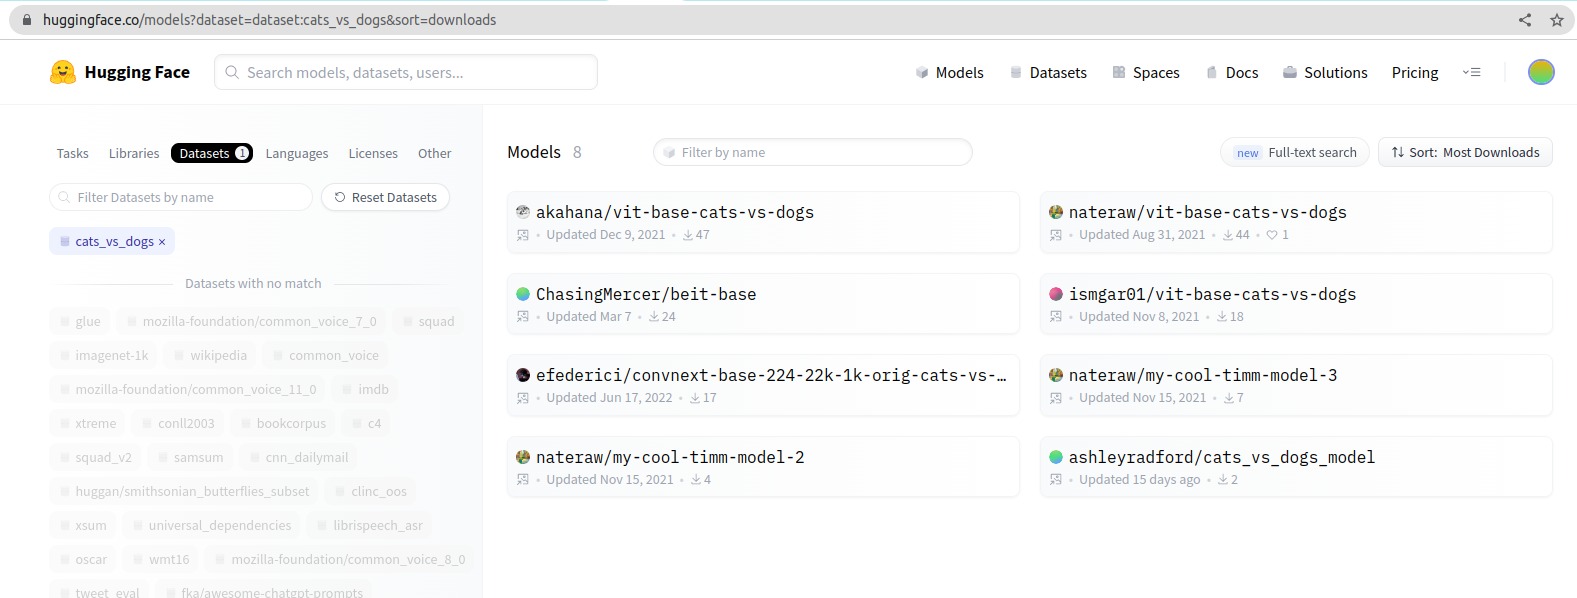 huggingface.co/models?dataset=dataset:cats_vs_dogs&sort=downloads
Hugging Face
Search models, datasets, users...
Models
Datasets
Spaces
Docs
Solutions
Pricing
Tasks
Libraries
Datasets 1
Languages
Licenses
Other
Filter Datasets by name
Reset Datasets
cats_vs_dogs ×
Datasets with no match
glue
mozilla-foundation/common_voice_7_0
squad
imagenet-1k
wikipedia
common_voice
mozilla-foundation/common_voice_11_0
imdb
xtreme
conll2003
bookcorpus
c4
squad_v2
samsum
cnn_dailymail
huggan/smithsonian_butterflies_subset
clinc_oos
xsum
universal_dependencies
librispeech_asr
oscar
wmt16
mozilla-foundation/common_voice_8_0
tweet_eval
fka/awesome-chatgpt-prompts
Models 8
Filter by name
new Full-text search
Sort: Most Downloads
akahana/vit-base-cats-vs-dogs
• Updated Dec 9, 2021 • 47
nateraw/vit-base-cats-vs-dogs
• Updated Aug 31, 2021 • 44 • 1
ChasingMercer/beit-base
• Updated Mar 7 • 24
ismgar01/vit-base-cats-vs-dogs
• Updated Nov 8, 2021 • 18
efederici/convnext-base-224-22k-1k-orig-cats-vs-…
• Updated Jun 17, 2022 • 17
nateraw/my-cool-timm-model-3
• Updated Nov 15, 2021 • 7
nateraw/my-cool-timm-model-2
• Updated Nov 15, 2021 • 4
ashleyradford/cats_vs_dogs_model
• Updated 15 days ago • 2